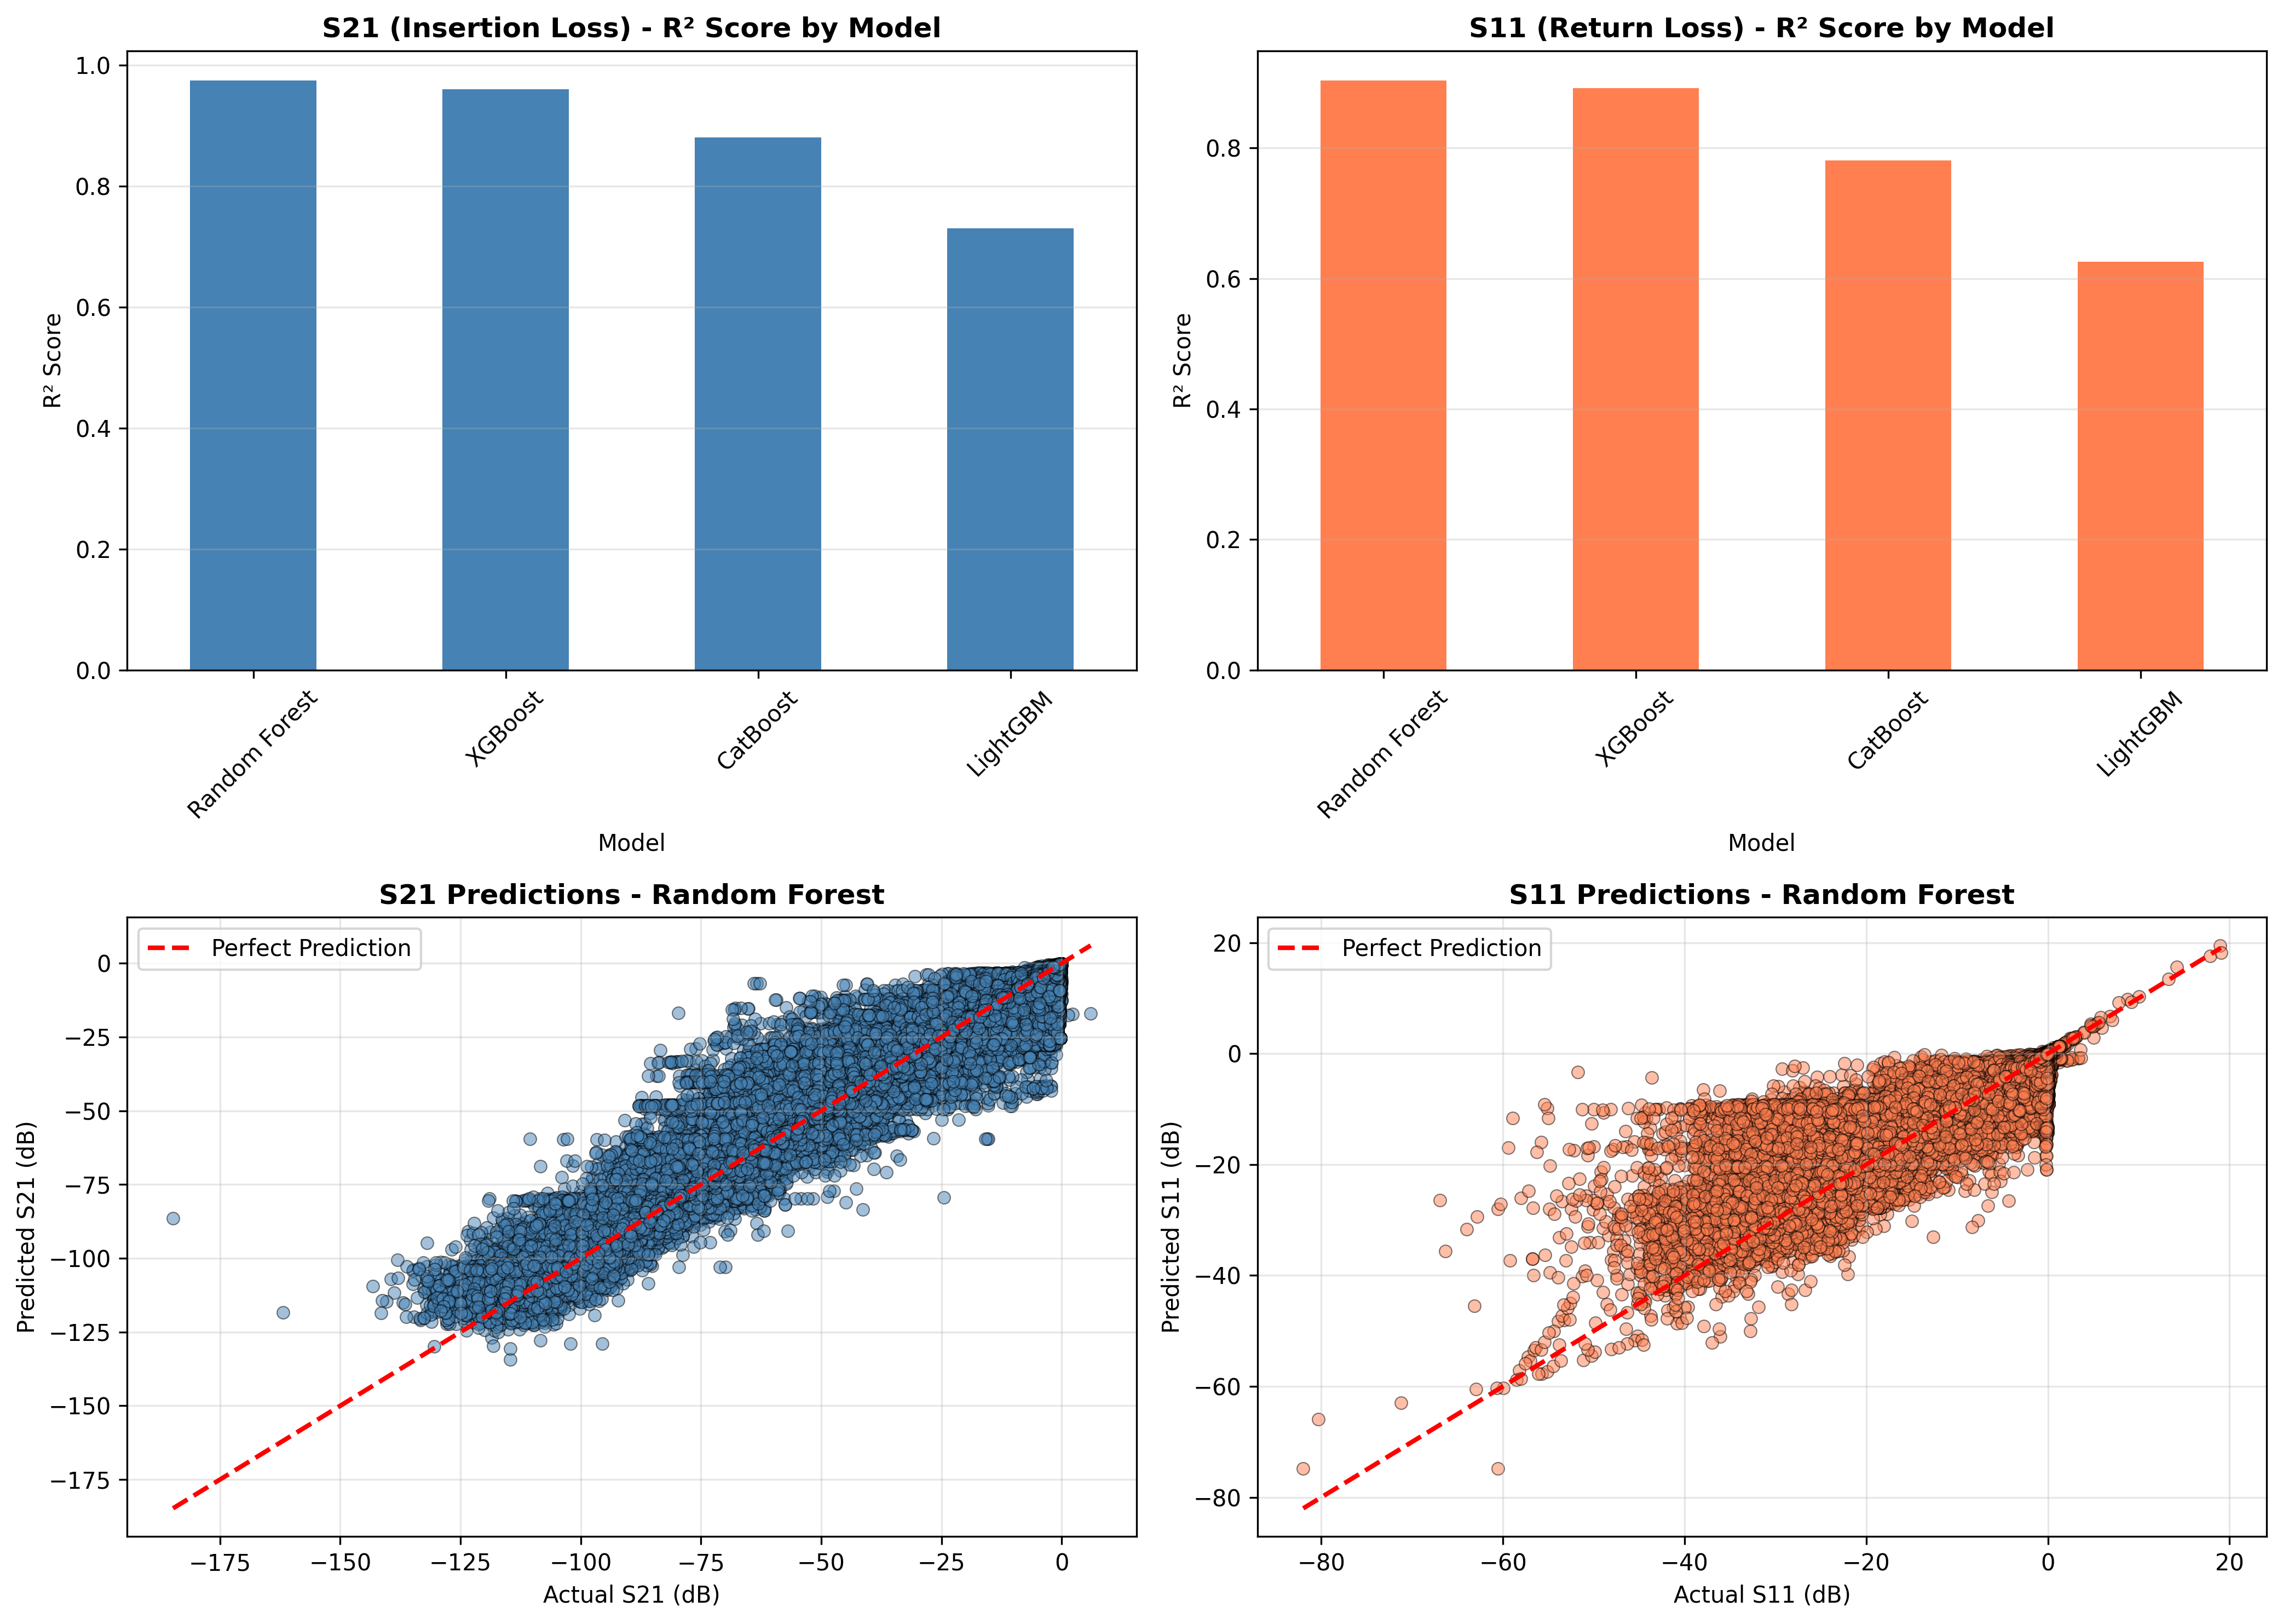 S21 (Insertion Loss) - R² Score by Model
1.0
0.8
0.6
0.4
0.2
0.0
R² Score
Random Forest
XGBoost
CatBoost
LightGBM
Model
S11 (Return Loss) - R² Score by Model
0.8
0.6
0.4
0.2
0.0
R² Score
Random Forest
XGBoost
CatBoost
LightGBM
Model
S21 Predictions - Random Forest
Perfect Prediction
0
−25
−50
−75
−100
−125
−150
−175
Predicted S21 (dB)
−175 −150 −125 −100 −75 −50 −25 0
Actual S21 (dB)
S11 Predictions - Random Forest
Perfect Prediction
20
0
−20
−40
−60
−80
Predicted S11 (dB)
−80 −60 −40 −20 0 20
Actual S11 (dB)